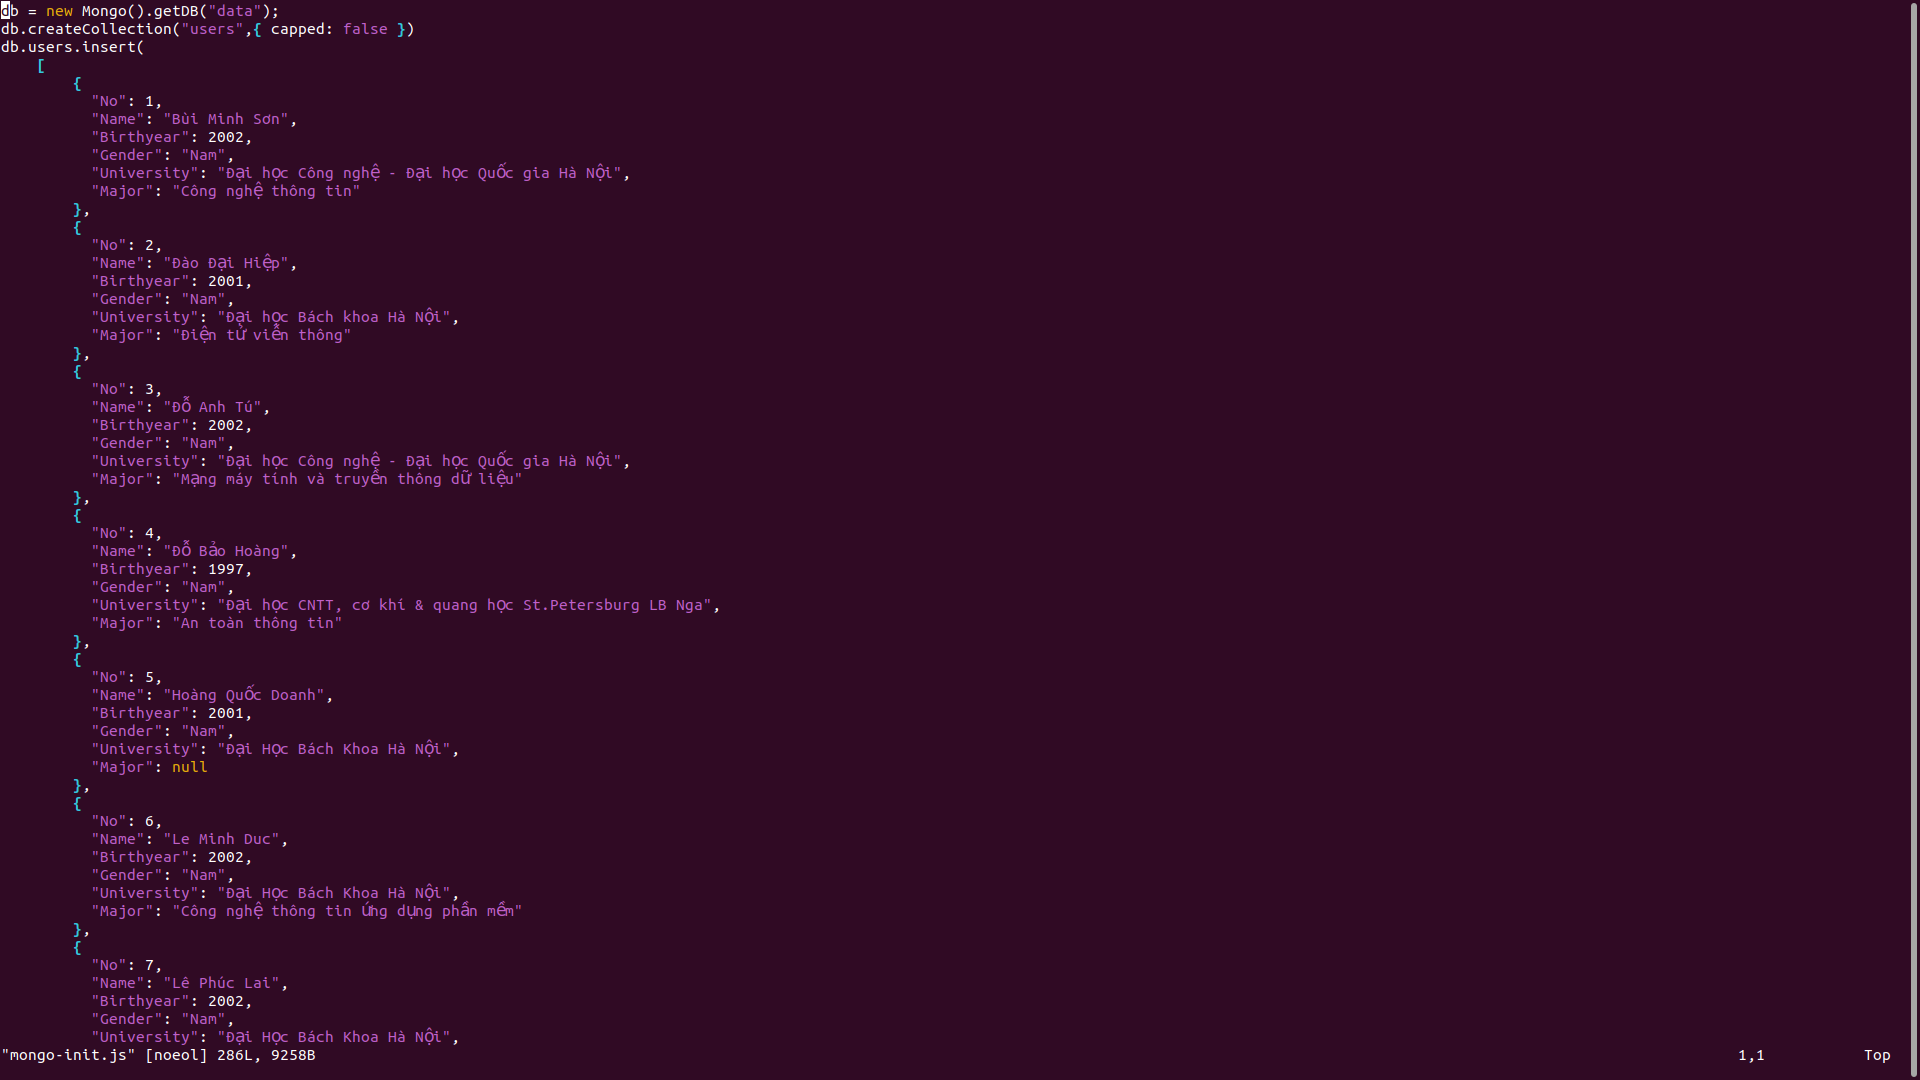 db = new Mongo().getDB("data");
db.createCollection("users",{ capped: false })
db.users.insert(
    [
        {
          "No": 1,
          "Name": "Bùi Minh Sơn",
          "Birthyear": 2002,
          "Gender": "Nam",
          "University": "Đại học Công nghệ - Đại học Quốc gia Hà Nội",
          "Major": "Công nghệ thông tin"
        },
        {
          "No": 2,
          "Name": "Đào Đại Hiệp",
          "Birthyear": 2001,
          "Gender": "Nam",
          "University": "Đại học Bách khoa Hà Nội",
          "Major": "Điện tử viễn thông"
        },
        {
          "No": 3,
          "Name": "Đỗ Anh Tú",
          "Birthyear": 2002,
          "Gender": "Nam",
          "University": "Đại học Công nghệ - Đại học Quốc gia Hà Nội",
          "Major": "Mạng máy tính và truyền thông dữ liệu"
        },
        {
          "No": 4,
          "Name": "Đỗ Bảo Hoàng",
          "Birthyear": 1997,
          "Gender": "Nam",
          "University": "Đại học CNTT, cơ khí & quang học St.Petersburg LB Nga",
          "Major": "An toàn thông tin"
        },
        {
          "No": 5,
          "Name": "Hoàng Quốc Doanh",
          "Birthyear": 2001,
          "Gender": "Nam",
          "University": "Đại Học Bách Khoa Hà Nội",
          "Major": null
        },
        {
          "No": 6,
          "Name": "Le Minh Duc",
          "Birthyear": 2002,
          "Gender": "Nam",
          "University": "Đại Học Bách Khoa Hà Nội",
          "Major": "Công nghệ thông tin ứng dụng phần mềm"
        },
        {
          "No": 7,
          "Name": "Lê Phúc Lai",
          "Birthyear": 2002,
          "Gender": "Nam",
          "University": "Đại Học Bách Khoa Hà Nội",
"mongo-init.js" [noeol] 286L, 9258B 1,1 Top